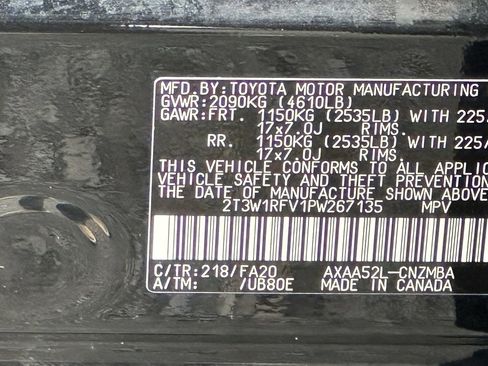 MFD.BY:TOYOTA MOTOR MANUFACTURING
GVWR:2090KG (4610LB)
GAWR:FRT. 1150KG (2535LB) WITH 225/
17x7.0J RIMS.
RR. 1150KG (2535LB) WITH 225/
17x7.0J RIMS.
THIS VEHICLE CONFORMS TO ALL APPLIC
VEHICLE SAFETY AND THEFT PREVENTION
THE DATE OF MANUFACTURE SHOWN ABOVE
2T3W1RFV1PW267135 MPV
C/TR:218/FA20 AXAA52L-CNZMBA
A/TM: /UB80E MADE IN CANADA